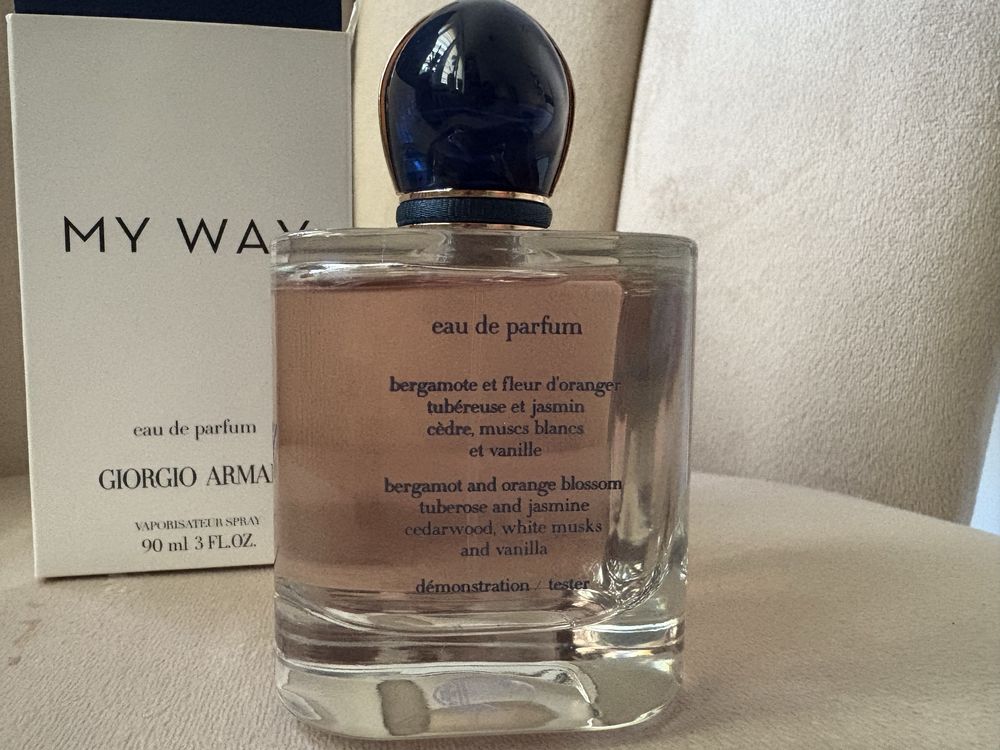 MY WAY
eau de parfum
GIORGIO
VAPORISATEUR SPRAY
90 ml 3 FL.OZ.
eau de parfum
bergamote et fleur d'oranger
tubéreuse et jasmin
cèdre, muscs blancs
et vanille
bergamot and orange blossom
tuberose and jasmine
cedarwood, white musks
and vanilla
démonstration / tester